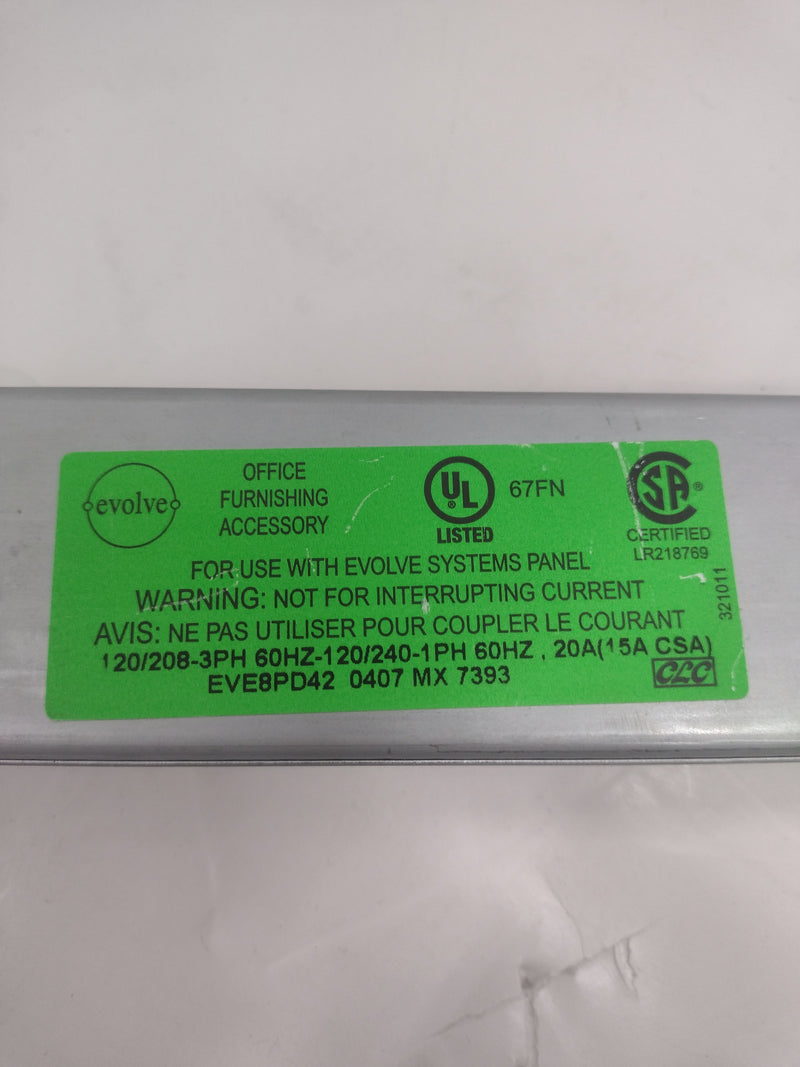 evolve
OFFICE
FURNISHING
ACCESSORY
UL
®
LISTED
67FN
SA ®
CERTIFIED
LR218769
FOR USE WITH EVOLVE SYSTEMS PANEL
WARNING: NOT FOR INTERRUPTING CURRENT
AVIS: NE PAS UTILISER POUR COUPLER LE COURANT
120/208-3PH 60HZ-120/240-1PH 60HZ , 20A(15A CSA)
EVE8PD42 0407 MX 7393
CLC
321011